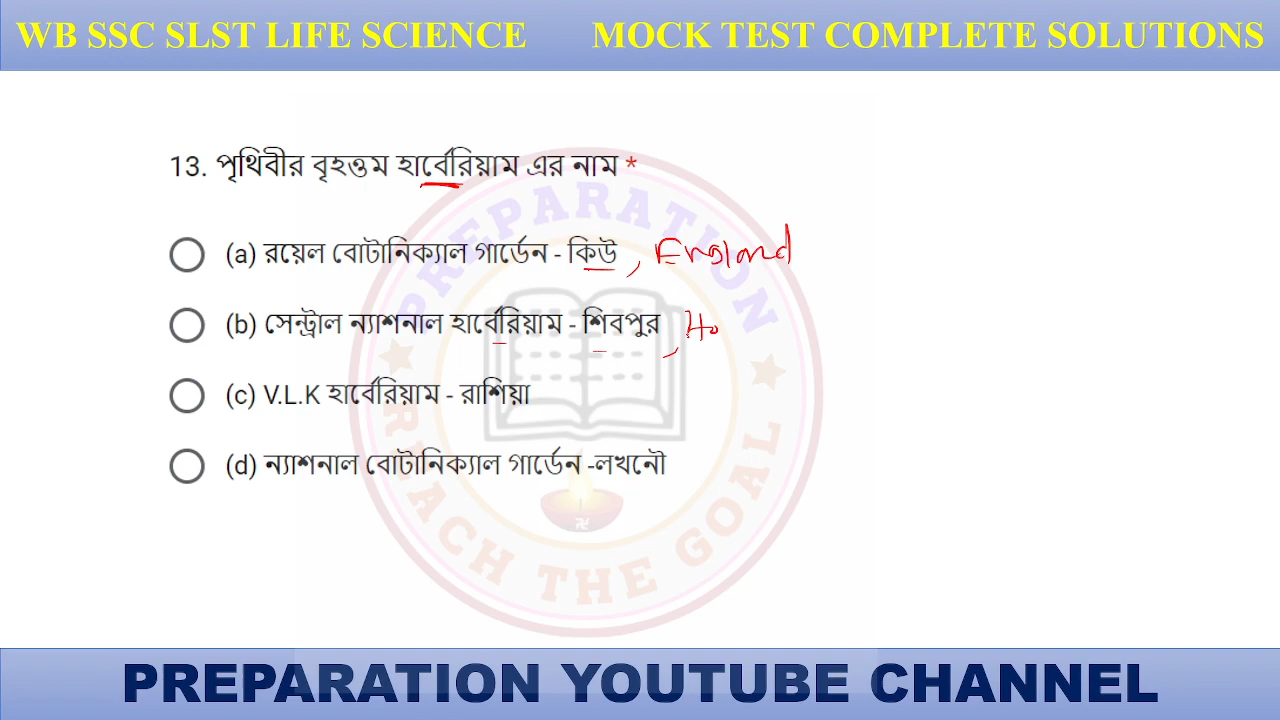 WB SSC SLST LIFE SCIENCE MOCK TEST COMPLETE SOLUTIONS
13. পৃথিবীর বৃহত্তম হার্বেরিয়াম এর নাম *
(a) রয়েল বোটানিক্যাল গার্ডেন - কিউ , England
(b) সেন্ট্রাল ন্যাশনাল হার্বেরিয়াম - শিবপুর , Ho
(c) V.L.K হার্বেরিয়াম - রাশিয়া
(d) ন্যাশনাল বোটানিক্যাল গার্ডেন -লখনৌ
PREPARATION
REACH THE GOAL
PREPARATION YOUTUBE CHANNEL